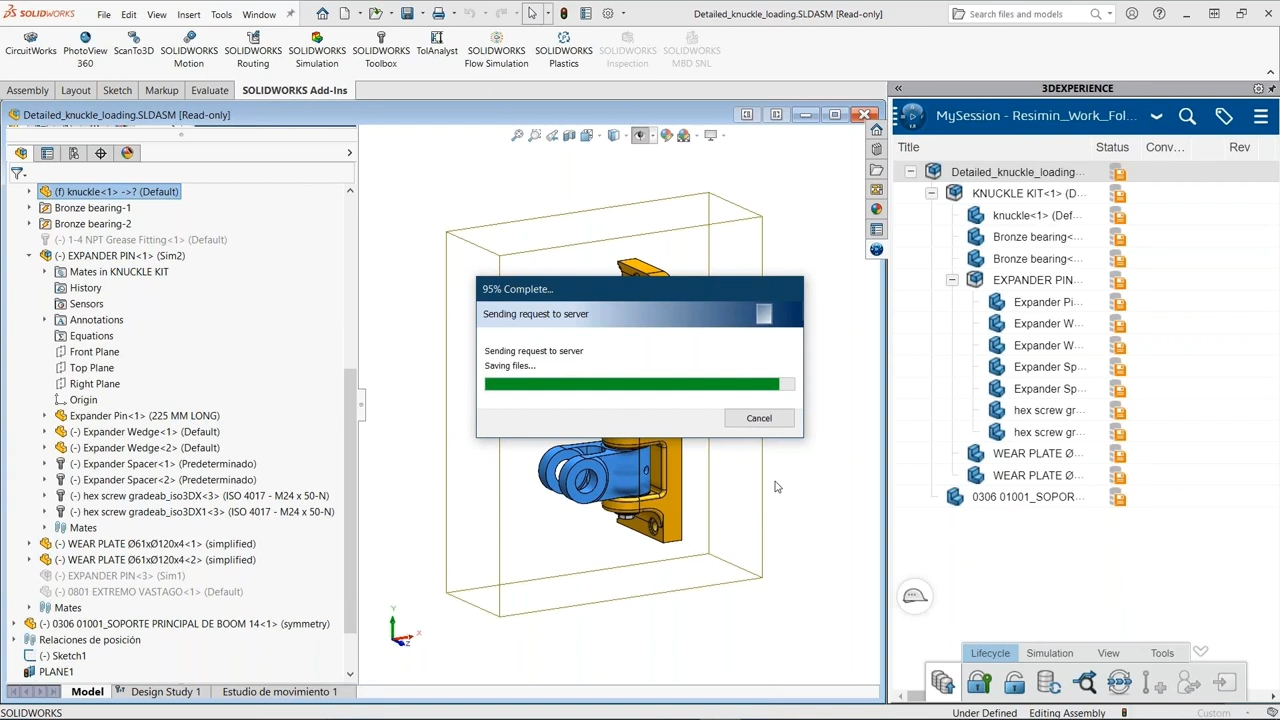 SOLIDWORKS
File
Edit
View
Insert
Tools
Window
Detailed_knuckle_loading.SLDASM [Read-only]
Search files and models
CircuitWorks
PhotoView 360
ScanTo3D
SOLIDWORKS Motion
SOLIDWORKS Routing
SOLIDWORKS Simulation
SOLIDWORKS Toolbox
TolAnalyst
SOLIDWORKS Flow Simulation
SOLIDWORKS Plastics
SOLIDWORKS Inspection
SOLIDWORKS MBD SNL
Assembly
Layout
Sketch
Markup
Evaluate
SOLIDWORKS Add-Ins
3DEXPERIENCE
Detailed_knuckle_loading.SLDASM [Read-only]
MySession - Resimin_Work_Fol...
Title
Status
Conv...
Rev
(f) knuckle<1> ->? (Default)
Bronze bearing-1
Bronze bearing-2
(-) 1-4 NPT Grease Fitting<1> (Default)
(-) EXPANDER PIN<1> (Sim2)
Mates in KNUCKLE KIT
History
Sensors
Annotations
Equations
Front Plane
Top Plane
Right Plane
Origin
Expander Pin<1> (225 MM LONG)
(-) Expander Wedge<1> (Default)
(-) Expander Wedge<2> (Default)
(-) Expander Spacer<1> (Predeterminado)
(-) Expander Spacer<2> (Predeterminado)
(-) hex screw gradeab_iso3DX<3> (ISO 4017 - M24 x 50-N)
(-) hex screw gradeab_iso3DX1<3> (ISO 4017 - M24 x 50-N)
Mates
(-) WEAR PLATE Ø61xØ120x4<1> (simplified)
(-) WEAR PLATE Ø61xØ120x4<2> (simplified)
(-) EXPANDER PIN<3> (Sim1)
(-) 0801 EXTREMO VASTAGO<1> (Default)
Mates
(-) 0306 01001_SOPORTE PRINCIPAL DE BOOM 14<1> (symmetry)
Relaciones de posición
(-) Sketch1
PLANE1
95% Complete...
Sending request to server
Sending request to server
Saving files...
Cancel
Y
X
Z
Detailed_knuckle_loading...
KNUCKLE KIT<1> (D...
knuckle<1> (Def...
Bronze bearing<...
Bronze bearing<...
EXPANDER PIN...
Expander Pi...
Expander W...
Expander W...
Expander Sp...
Expander Sp...
hex screw gr...
hex screw gr...
WEAR PLATE Ø...
WEAR PLATE Ø...
0306 01001_SOPOR...
Lifecycle
Simulation
View
Tools
Model
Design Study 1
Estudio de movimiento 1
SOLIDWORKS
Under Defined
Editing Assembly
Custom